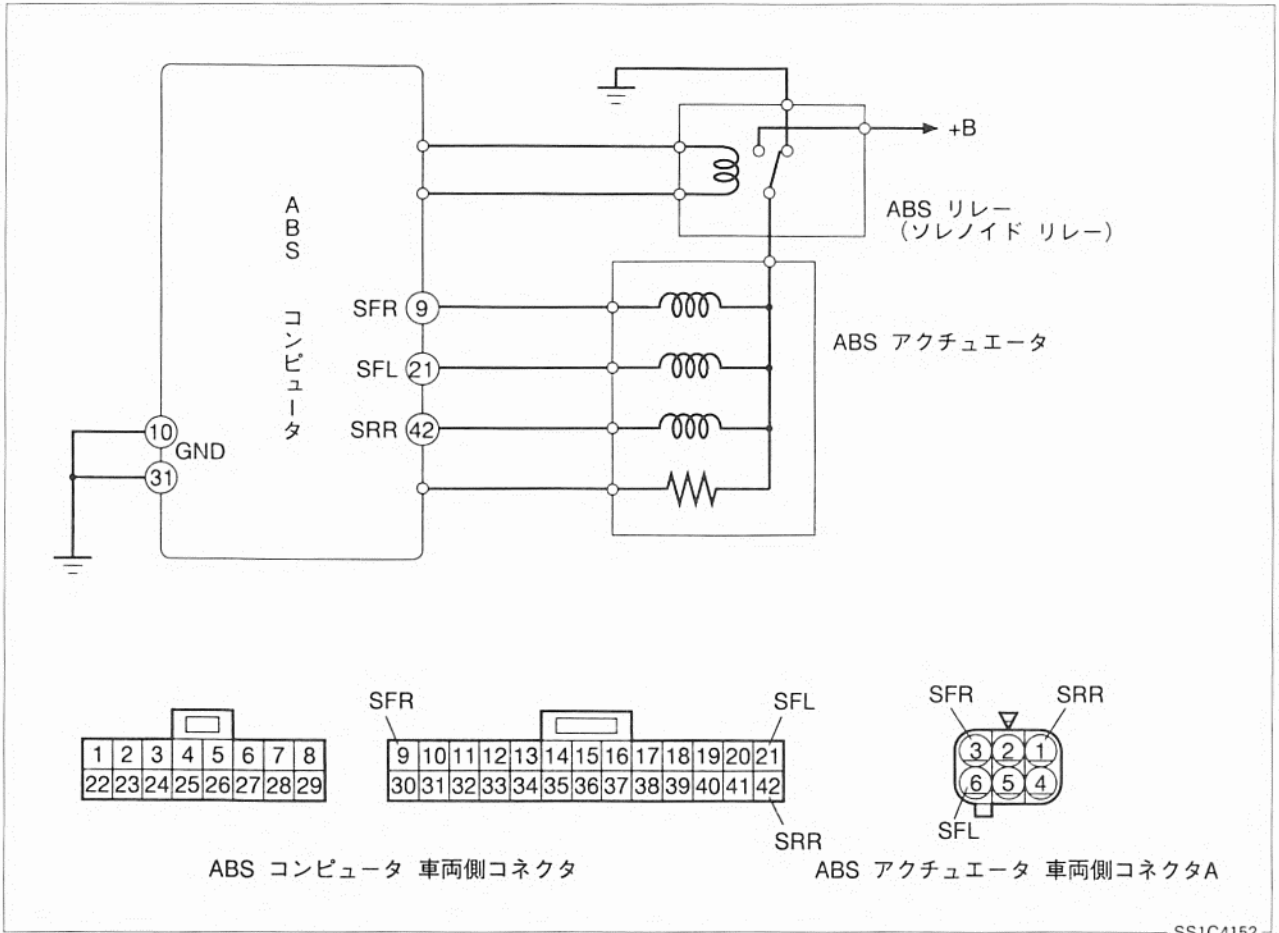 +B
ABS コンピュータ
ABS リレー
（ソレノイド リレー）
SFR 9
SFL 21
SRR 42
ABS アクチュエータ
10
GND
31
SFR
SFL
SFR
SRR
1 2 3 4 5 6 7 8
22 23 24 25 26 27 28 29
9 10 11 12 13 14 15 16 17 18 19 20 21
30 31 32 33 34 35 36 37 38 39 40 41 42
3 2 1
6 5 4
SRR
SFL
ABS コンピュータ 車両側コネクタ
ABS アクチュエータ 車両側コネクタA
SS1C4152